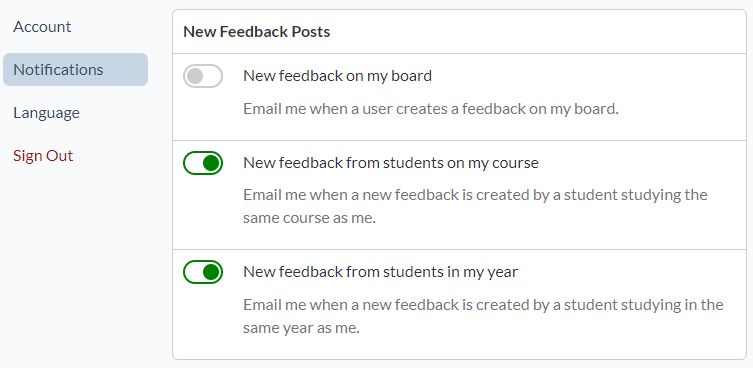 Account
Notifications
Language
Sign Out
New Feedback Posts
New feedback on my board
Email me when a user creates a feedback on my board.
New feedback from students on my course
Email me when a new feedback is created by a student studying the
same course as me.
New feedback from students in my year
Email me when a new feedback is created by a student studying in the
same year as me.